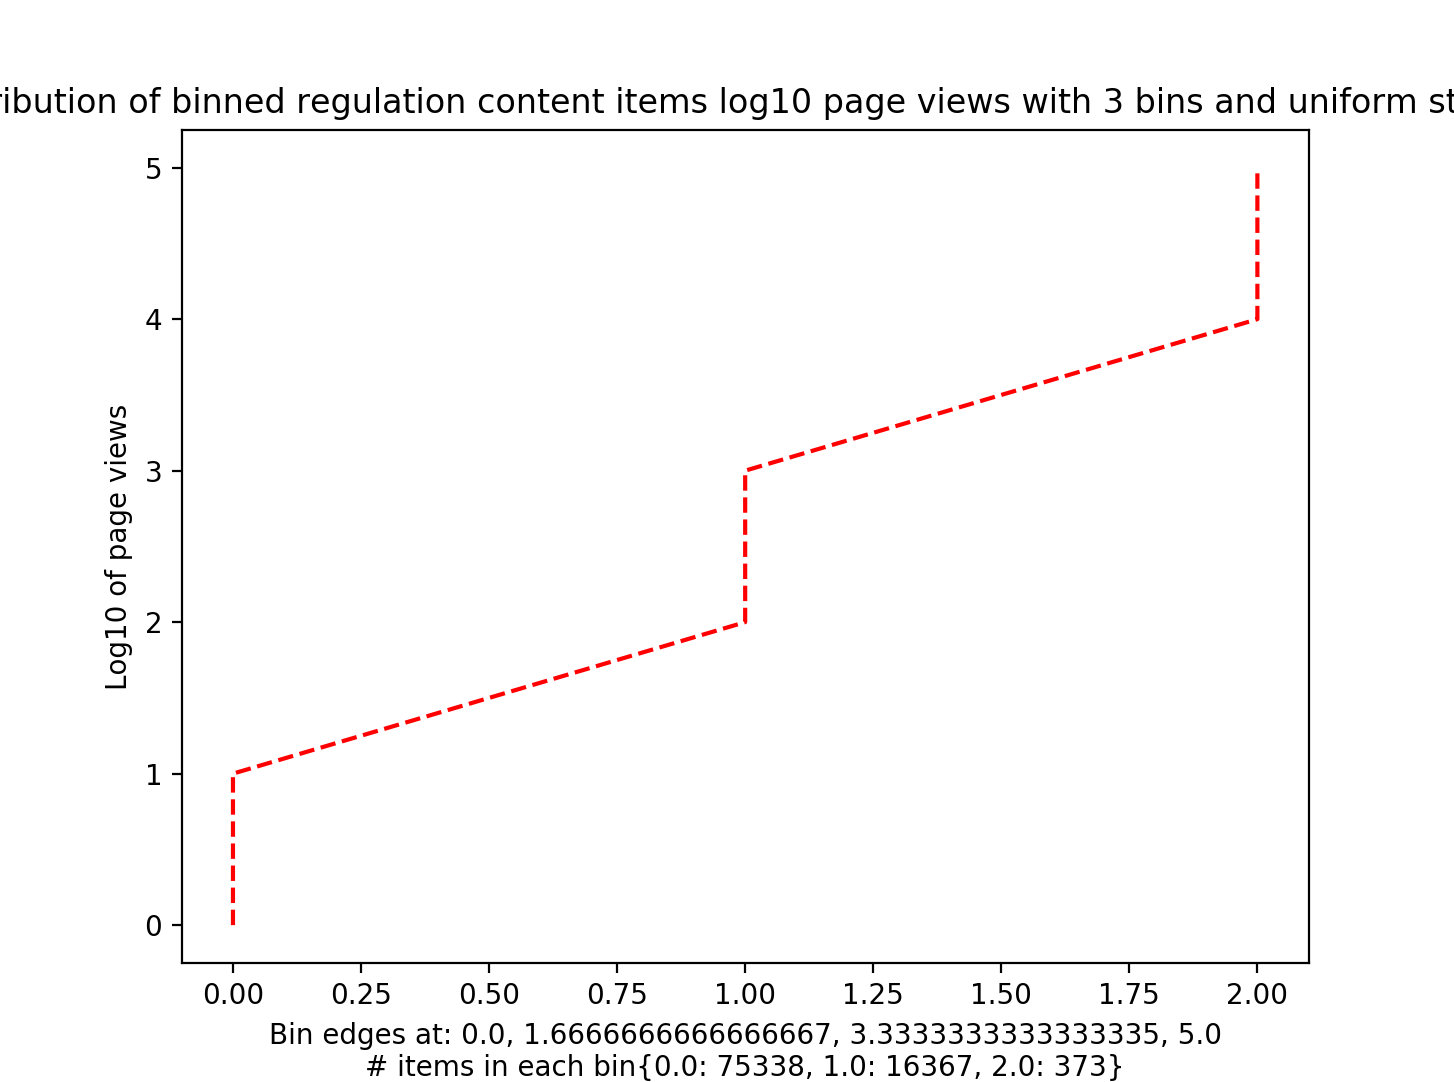 ribution of binned regulation content items log10 page views with 3 bins and uniform st
5
4
3
2
1
0
Log10 of page views
0.00 0.25 0.50 0.75 1.00 1.25 1.50 1.75 2.00
Bin edges at: 0.0, 1.6666666666666667, 3.3333333333333335, 5.0
# items in each bin{0.0: 75338, 1.0: 16367, 2.0: 373}